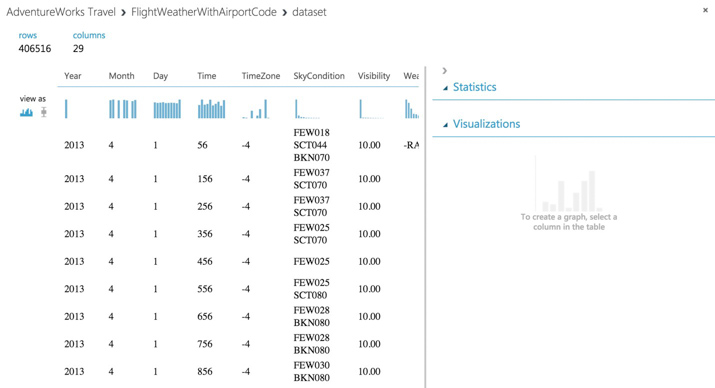 AdventureWorks Travel > FlightWeatherWithAirportCode > dataset
rows columns
406516 29
view as
Year Month Day Time TimeZone SkyCondition Visibility Wea
2013 4 1 56 -4 FEW018 SCT044 BKN070 10.00 -RA
2013 4 1 156 -4 FEW037 SCT070 10.00
2013 4 1 256 -4 FEW037 SCT070 10.00
2013 4 1 356 -4 FEW025 SCT070 10.00
2013 4 1 456 -4 FEW025 10.00
2013 4 1 556 -4 FEW025 SCT080 10.00
2013 4 1 656 -4 FEW028 BKN080 10.00
2013 4 1 756 -4 FEW028 BKN080 10.00
2013 4 1 856 -4 FEW030 BKN080 10.00
Statistics
Visualizations
To create a graph, select a
column in the table